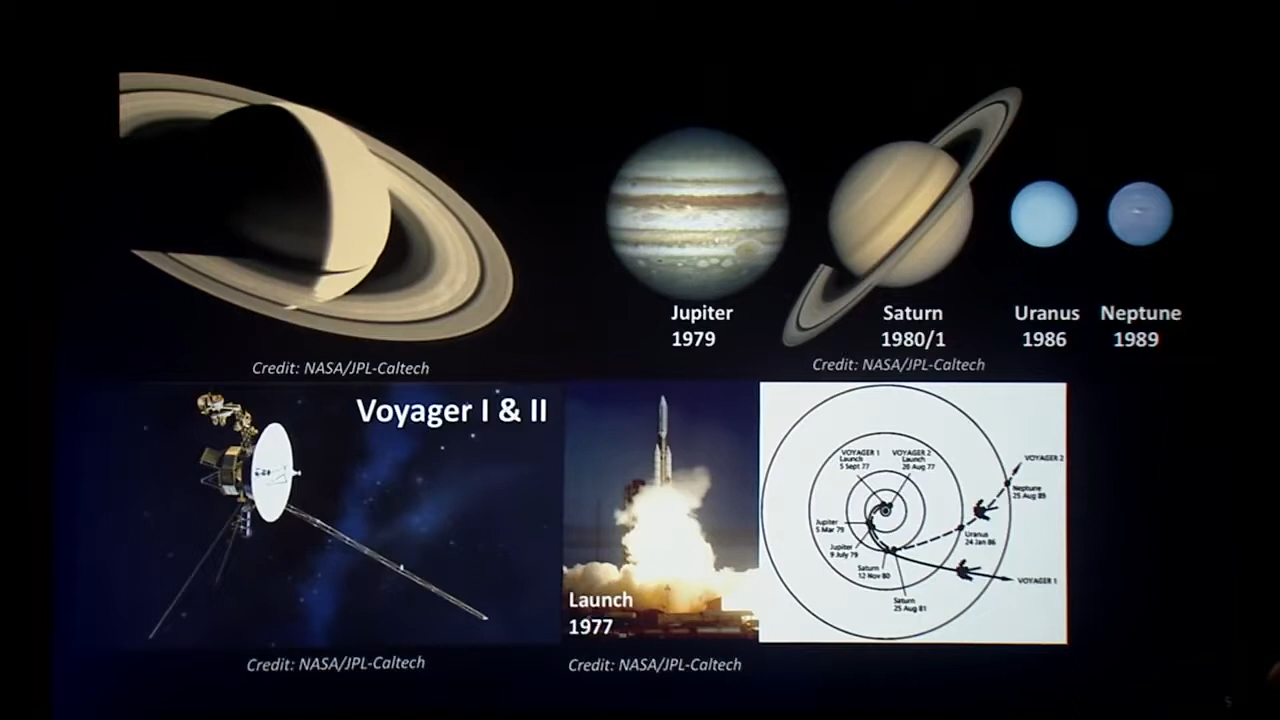 Jupiter
1979
Saturn
1980/1
Uranus
1986
Neptune
1989
Credit: NASA/JPL-Caltech
Credit: NASA/JPL-Caltech
Voyager I & II
Launch
1977
VOYAGER 1
Launch
5 Sept 77
VOYAGER 2
Launch
20 Aug 77
VOYAGER 2
Neptune
25 Aug 89
Jupiter
5 Mar 79
Uranus
24 Jan 86
Jupiter
9 July 79
Saturn
12 Nov 80
VOYAGER 1
Saturn
25 Aug 81
Credit: NASA/JPL-Caltech
Credit: NASA/JPL-Caltech
5